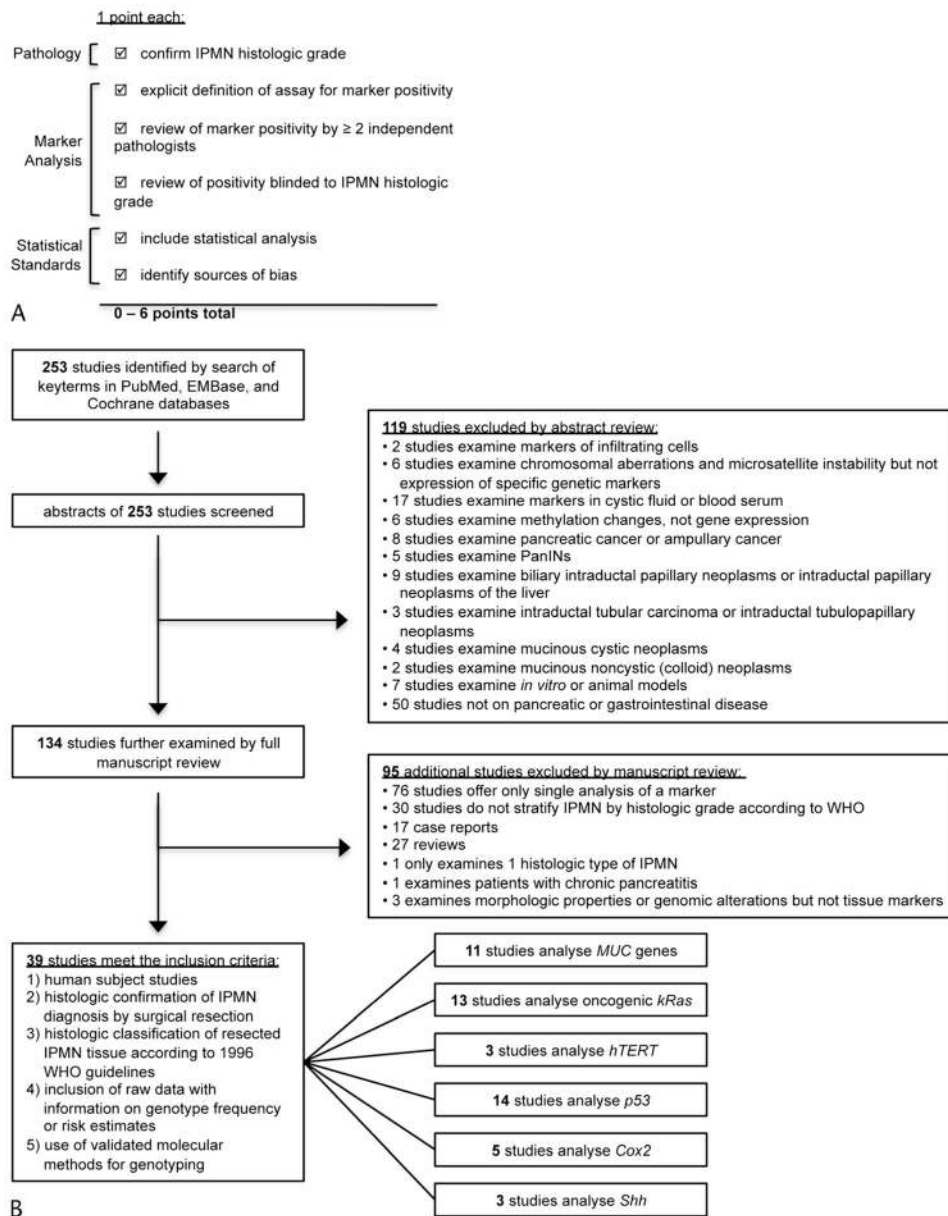 1 point each:
Pathology
☑ confirm IPMN histologic grade
Marker
Analysis
☑ explicit definition of assay for marker positivity
☑ review of marker positivity by ≥ 2 independent
pathologists
☑ review of positivity blinded to IPMN histologic
grade
Statistical
Standards
☑ include statistical analysis
☑ identify sources of bias
0 – 6 points total
A
253 studies identified by search of
keyterms in PubMed, EMBase, and
Cochrane databases
119 studies excluded by abstract review:
• 2 studies examine markers of infiltrating cells
• 6 studies examine chromosomal aberrations and microsatellite instability but not
expression of specific genetic markers
• 17 studies examine markers in cystic fluid or blood serum
• 6 studies examine methylation changes, not gene expression
• 8 studies examine pancreatic cancer or ampullary cancer
• 5 studies examine PanINs
• 9 studies examine biliary intraductal papillary neoplasms or intraductal papillary
neoplasms of the liver
• 3 studies examine intraductal tubular carcinoma or intraductal tubulopapillary
neoplasms
• 4 studies examine mucinous cystic neoplasms
• 2 studies examine mucinous noncystic (colloid) neoplasms
• 7 studies examine in vitro or animal models
• 50 studies not on pancreatic or gastrointestinal disease
abstracts of 253 studies screened
134 studies further examined by full
manuscript review
95 additional studies excluded by manuscript review:
• 76 studies offer only single analysis of a marker
• 30 studies do not stratify IPMN by histologic grade according to WHO
• 17 case reports
• 27 reviews
• 1 only examines 1 histologic type of IPMN
• 1 examines patients with chronic pancreatitis
• 3 examines morphologic properties or genomic alterations but not tissue markers
39 studies meet the inclusion criteria:
1) human subject studies
2) histologic confirmation of IPMN
diagnosis by surgical resection
3) histologic classification of resected
IPMN tissue according to 1996
WHO guidelines
4) inclusion of raw data with
information on genotype frequency
or risk estimates
5) use of validated molecular
methods for genotyping
11 studies analyse MUC genes
13 studies analyse oncogenic kRas
3 studies analyse hTERT
14 studies analyse p53
5 studies analyse Cox2
3 studies analyse Shh
B